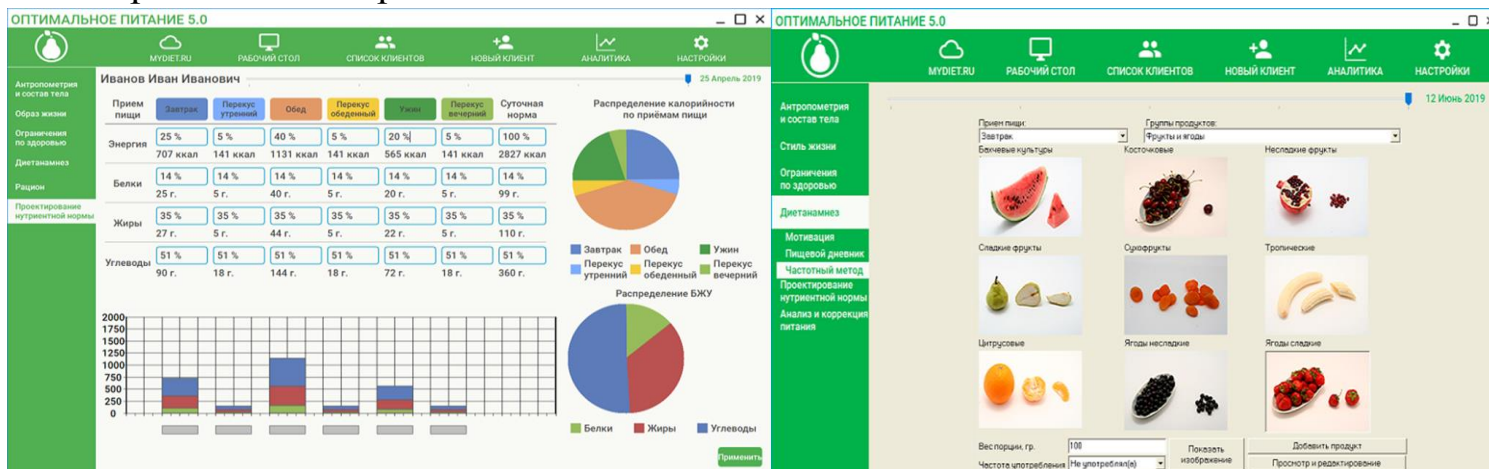 ОПТИМАЛЬНОЕ ПИТАНИЕ 5.0
MYDIET.RU РАБОЧИЙ СТОЛ СПИСОК КЛИЕНТОВ НОВЫЙ КЛИЕНТ АНАЛИТИКА НАСТРОЙКИ
Антропометрия
и состав тела
Образ жизни
Ограничения
по здоровью
Диетанамнез
Рацион
Проектирование
нутриентной нормы
Иванов Иван Иванович 25 Апрель 2019
Прием пищи Завтрак Перекус утренний Обед Перекус обеденный Ужин Перекус вечерний Суточная норма
Энергия 25 % 5 % 40 % 5 % 20 % 5 % 100 %
707 ккал 141 ккал 1131 ккал 141 ккал 565 ккал 141 ккал 2827 ккал
Белки 14 % 14 % 14 % 14 % 14 % 14 % 14 %
25 г. 5 г. 40 г. 5 г. 20 г. 5 г. 99 г.
Жиры 35 % 35 % 35 % 35 % 35 % 35 % 35 %
27 г. 5 г. 44 г. 5 г. 22 г. 5 г. 110 г.
Углеводы 51 % 51 % 51 % 51 % 51 % 51 % 51 %
90 г. 18 г. 144 г. 18 г. 72 г. 18 г. 360 г.
Распределение калорийности
по приёмам пищи
Завтрак Обед Ужин
Перекус утренний Перекус обеденный Перекус вечерний
Распределение БЖУ
Белки Жиры Углеводы
2000
1750
1500
1250
1000
750
500
250
0
Применить
ОПТИМАЛЬНОЕ ПИТАНИЕ 5.0
MYDIET.RU РАБОЧИЙ СТОЛ СПИСОК КЛИЕНТОВ НОВЫЙ КЛИЕНТ АНАЛИТИКА НАСТРОЙКИ
Антропометрия
и состав тела
Стиль жизни
Ограничения
по здоровью
Диетанамнез
Мотивация
Пищевой дневник
Частотный метод
Проектирование
нутриентной нормы
Анализ и коррекция
питания
12 Июнь 2019
Прием пищи: Группы продуктов:
Завтрак Фрукты и ягоды
Бахчевые культуры Косточковые Несладкие фрукты
Сладкие фрукты Сухофрукты Тропические
Цитрусовые Ягоды несладкие Ягоды сладкие
Вес порции, гр. 100 Показать изображение Добавить продукт
Частота употребления Не употреблял(а) Просмотр и редактирование